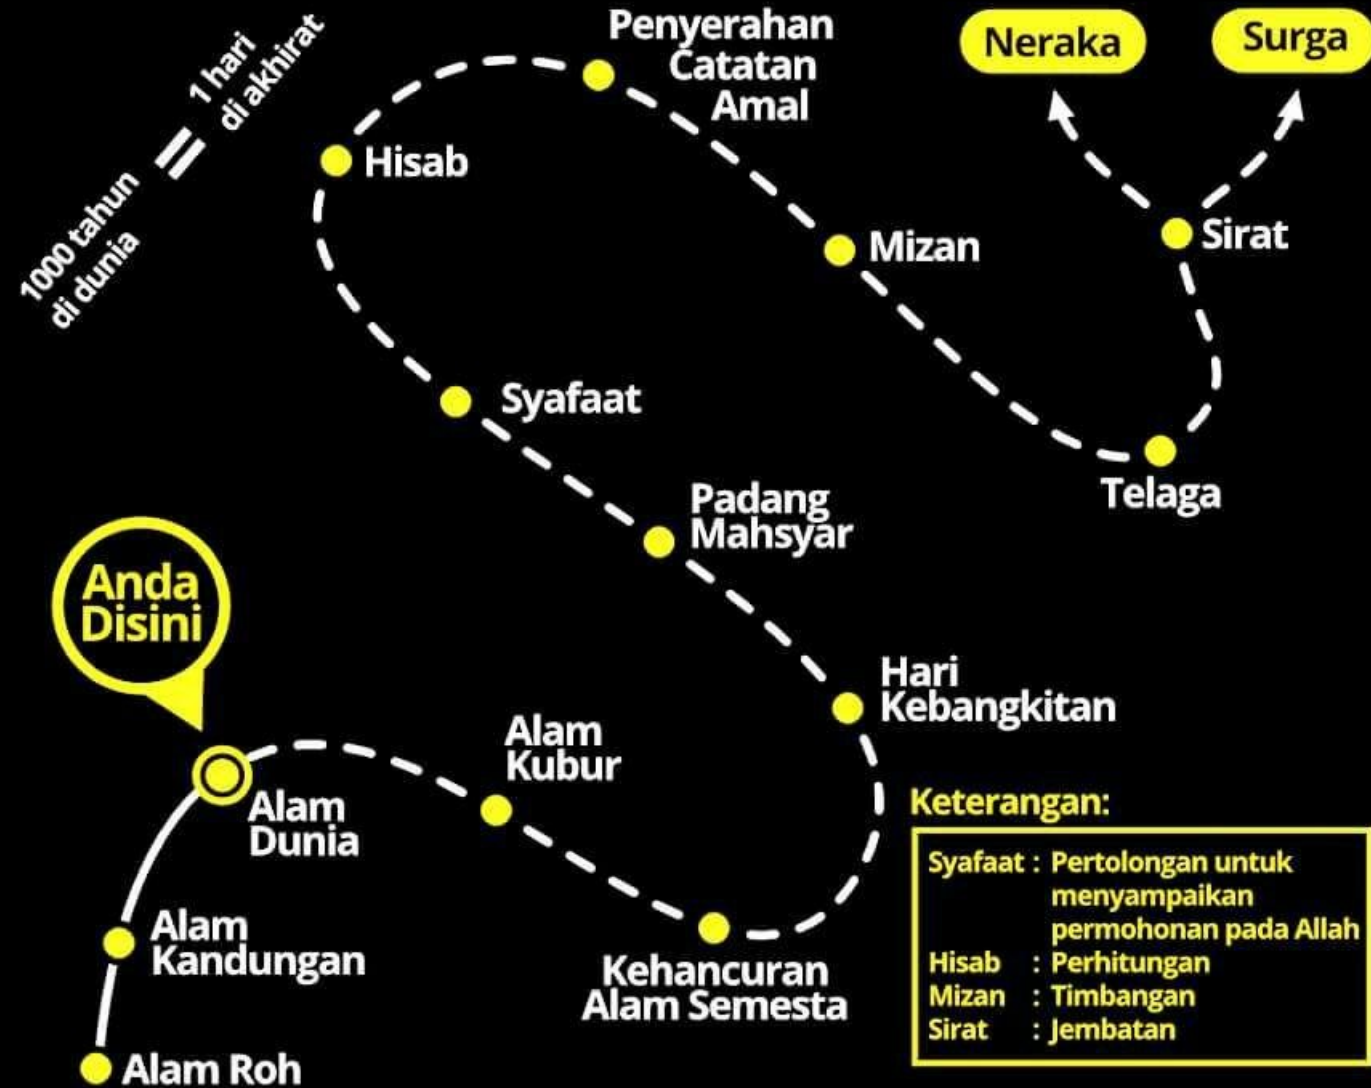 1000 tahun
di dunia
=
1 hari
di akhirat
Penyerahan
Catatan
Amal
Neraka
Surga
Hisab
Mizan
Sirat
Syafaat
Telaga
Padang
Mahsyar
Anda
Disini
Hari
Kebangkitan
Alam
Kubur
Alam
Dunia
Alam
Kandungan
Kehancuran
Alam Semesta
Alam Roh
Keterangan:
Syafaat : Pertolongan untuk
menyampaikan
permohonan pada Allah
Hisab : Perhitungan
Mizan : Timbangan
Sirat : Jembatan